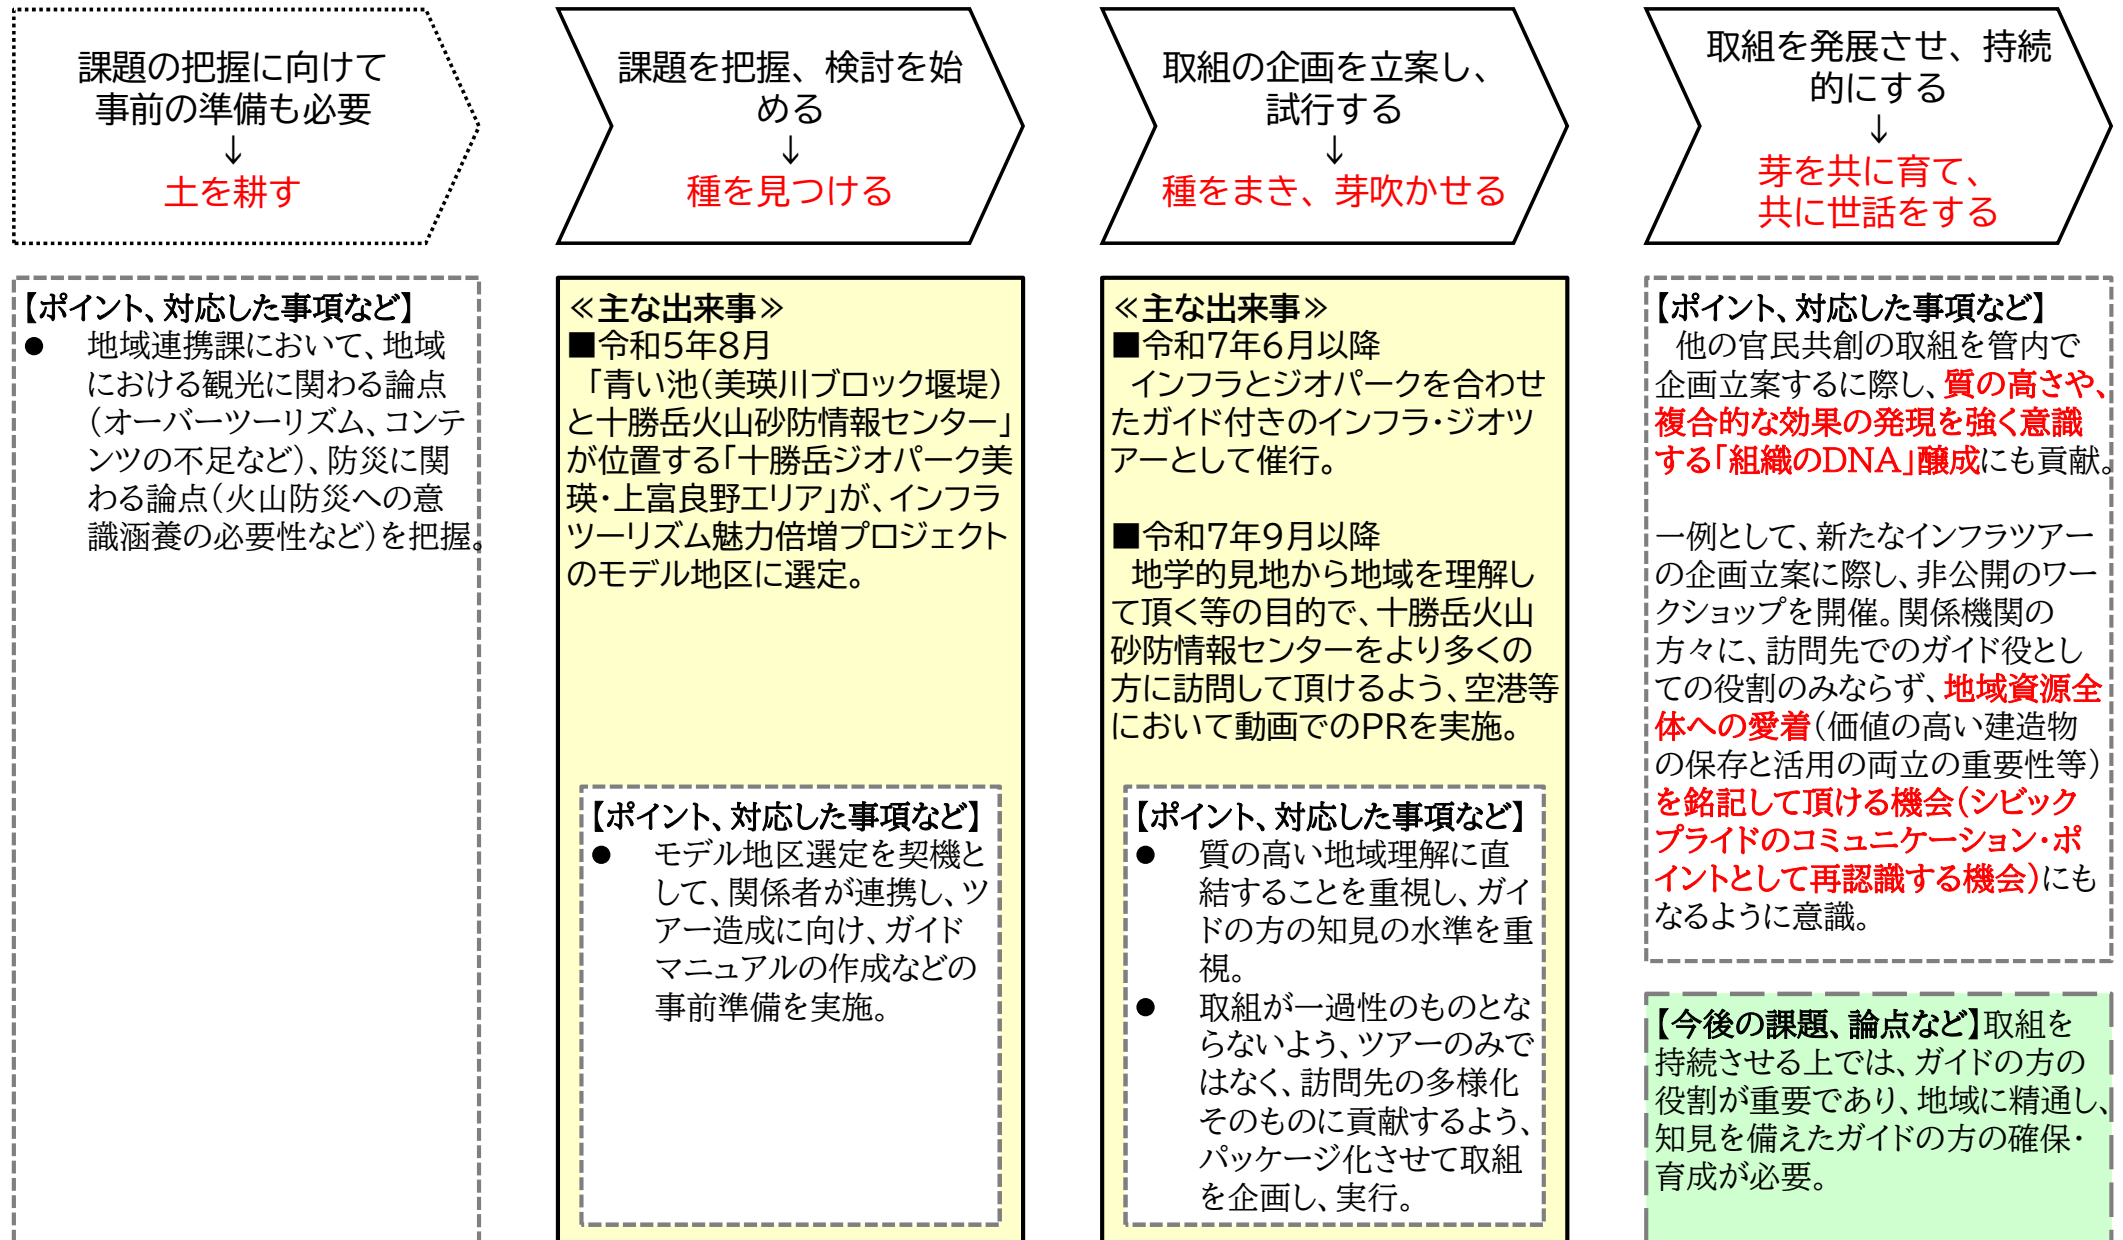 課題の把握に向けて
事前の準備も必要
↓
土を耕す
【ポイント、対応した事項など】
● 地域連携課において、地域
における観光に関わる論点
（オーバーツーリズム、コンテ
ンツの不足など）、防災に関
わる論点（火山防災への意
識涵養の必要性など）を把握。
課題を把握、検討を始
める
↓
種を見つける
≪主な出来事≫
■令和5年8月
「青い池（美瑛川ブロック堰堤）
と十勝岳火山砂防情報センター」
が位置する「十勝岳ジオパーク美
瑛・上富良野エリア」が、インフラ
ツーリズム魅力倍増プロジェクト
のモデル地区に選定。
【ポイント、対応した事項など】
● モデル地区選定を契機と
して、関係者が連携し、ツ
アー造成に向け、ガイド
マニュアルの作成などの
事前準備を実施。
取組の企画を立案し、
試行する
↓
種をまき、芽吹かせる
≪主な出来事≫
■令和7年6月以降
インフラとジオパークを合わせ
たガイド付きのインフラ・ジオツ
アーとして催行。
■令和7年9月以降
地学的見地から地域を理解し
て頂く等の目的で、十勝岳火山
砂防情報センターをより多くの
方に訪問して頂けるよう、空港等
において動画でのPRを実施。
【ポイント、対応した事項など】
● 質の高い地域理解に直
結することを重視し、ガイ
ドの方の知見の水準を重
視。
● 取組が一過性のものとな
らないよう、ツアーのみで
はなく、訪問先の多様化
そのものに貢献するよう、
パッケージ化させて取組
を企画し、実行。
取組を発展させ、持続
的にする
↓
芽を共に育て、
共に世話をする
【ポイント、対応した事項など】
他の官民共創の取組を管内で
企画立案するに際し、質の高さや、
複合的な効果の発現を強く意識
する「組織のDNA」醸成にも貢献。
一例として、新たなインフラツアー
の企画立案に際し、非公開のワー
クショップを開催。関係機関の
方々に、訪問先でのガイド役とし
ての役割のみならず、地域資源全
体への愛着（価値の高い建造物
の保存と活用の両立の重要性等）
を銘記して頂ける機会（シビック
プライドのコミュニケーション・ポ
イントとして再認識する機会）にも
なるように意識。
【今後の課題、論点など】取組を
持続させる上では、ガイドの方の
役割が重要であり、地域に精通し、
知見を備えたガイドの方の確保・
育成が必要。